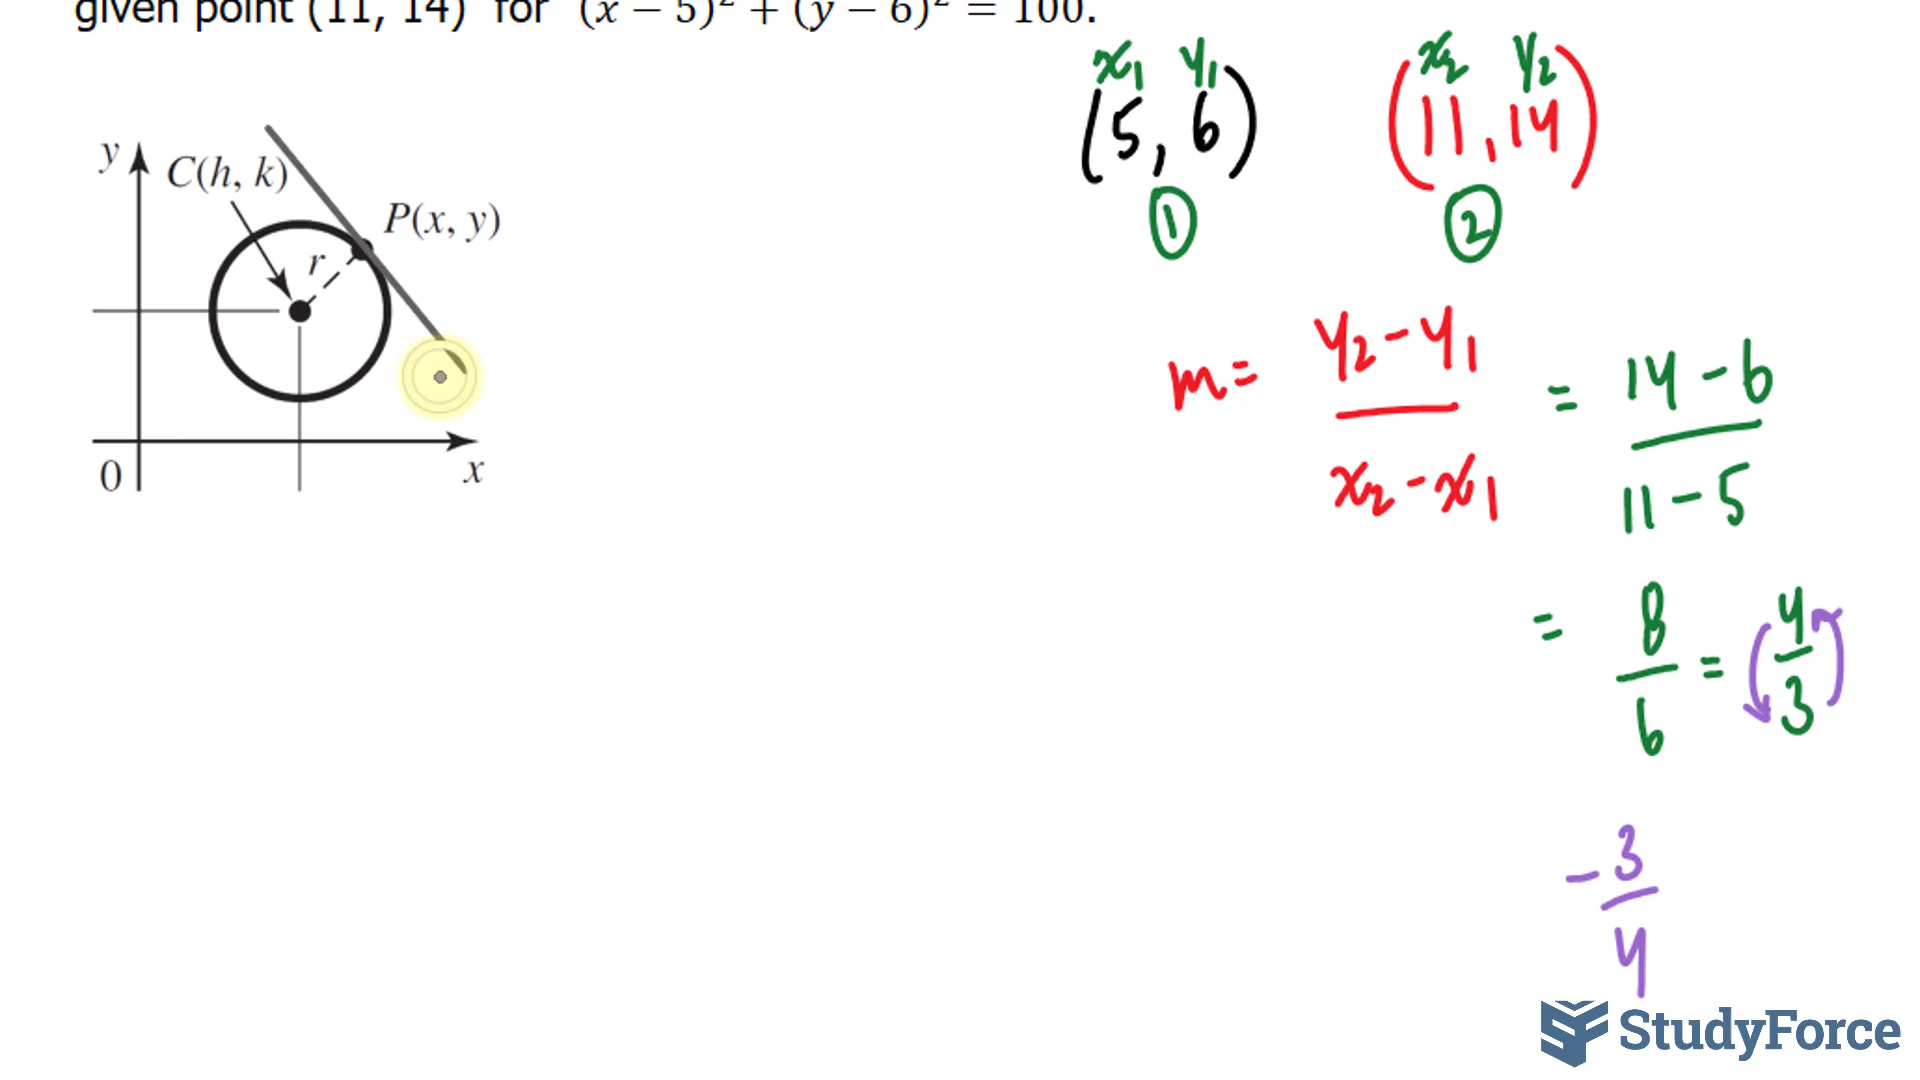 given point (11, 14) for (x − 5)² + (y − 6)² = 100.
x₁ y₁
(5, 6)
①
x₂ y₂
(11, 14)
②
y
C(h, k)
P(x, y)
r
0
x
m = y₂ - y₁ / x₂ - x₁ = 14 - 6 / 11 - 5
= 8/6 = (4/3)
-3/4
StudyForce